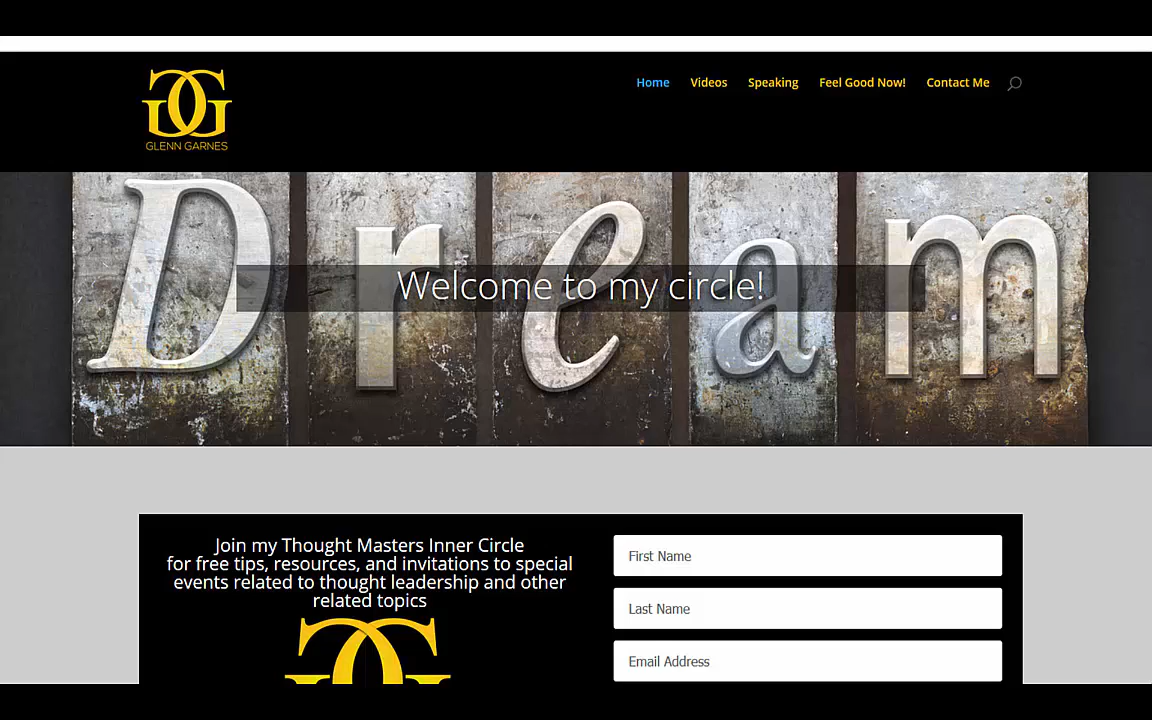 GG
GLENN GARNES
Home Videos Speaking Feel Good Now! Contact Me
Dream
Welcome to my circle!
Join my Thought Masters Inner Circle
for free tips, resources, and invitations to special
events related to thought leadership and other
related topics
First Name
Last Name
Email Address